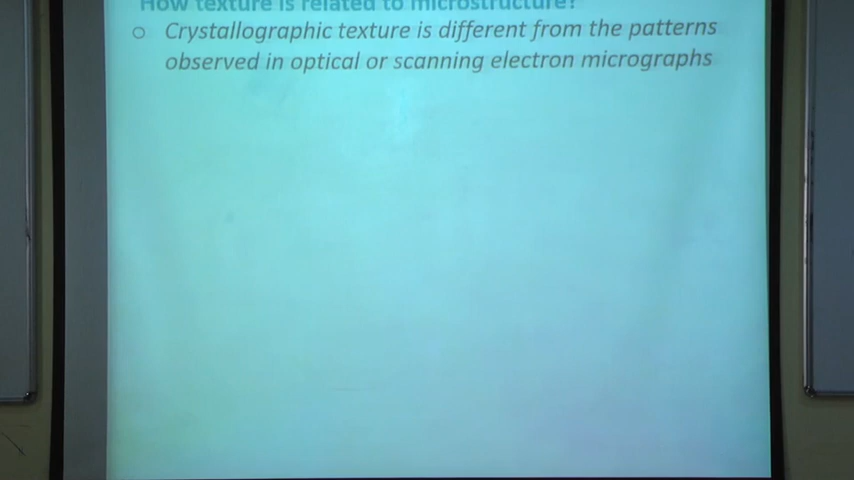 How texture is related to microstructure?
o Crystallographic texture is different from the patterns
observed in optical or scanning electron micrographs